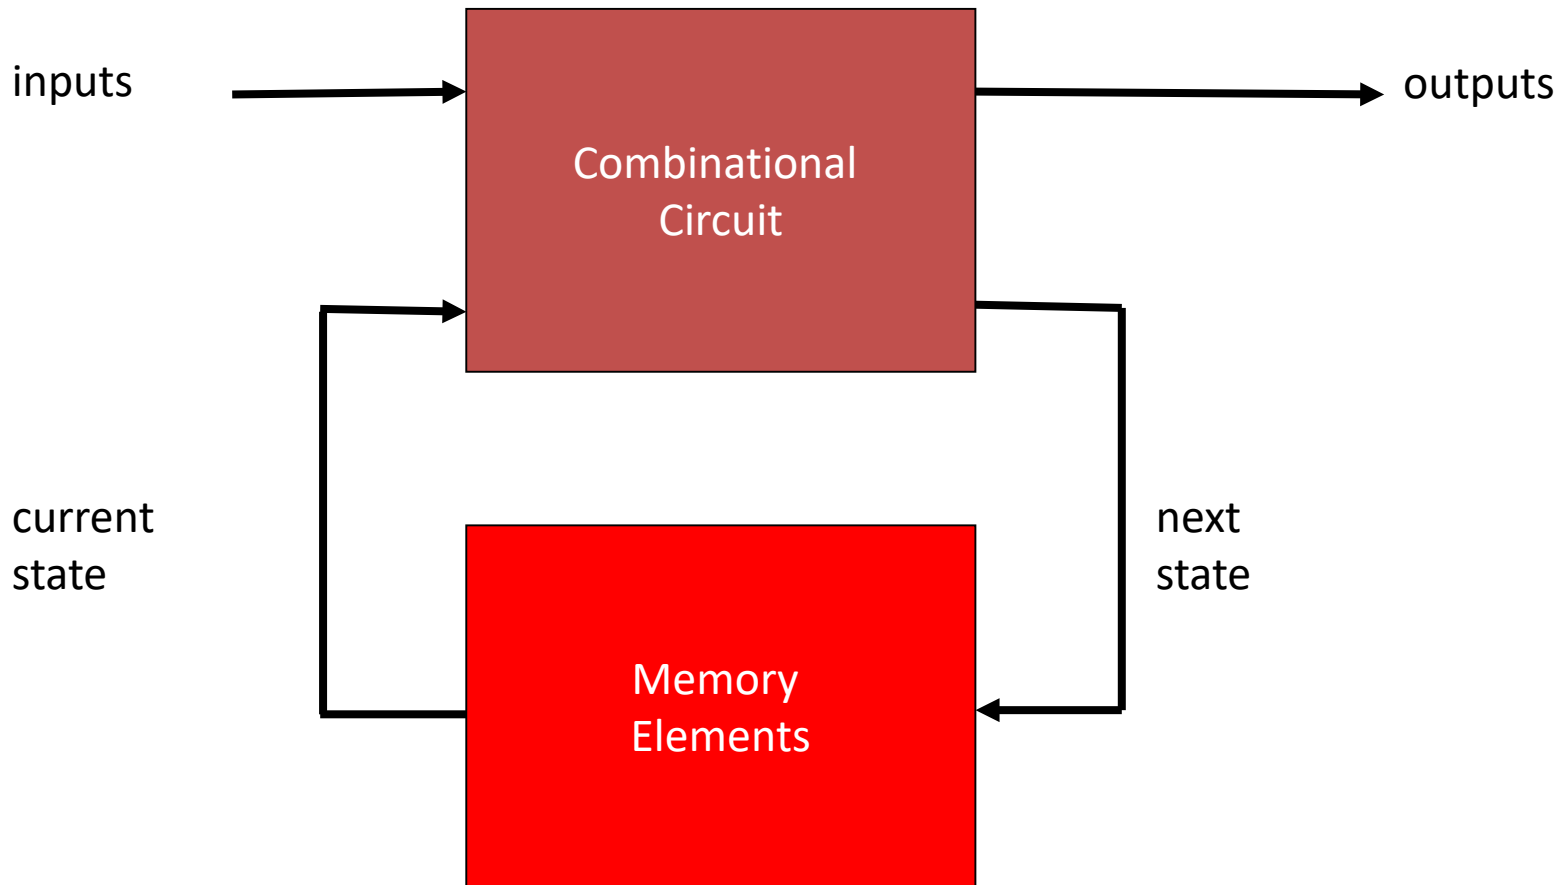 inputs
outputs
Combinational
Circuit
current
state
next
state
Memory
Elements